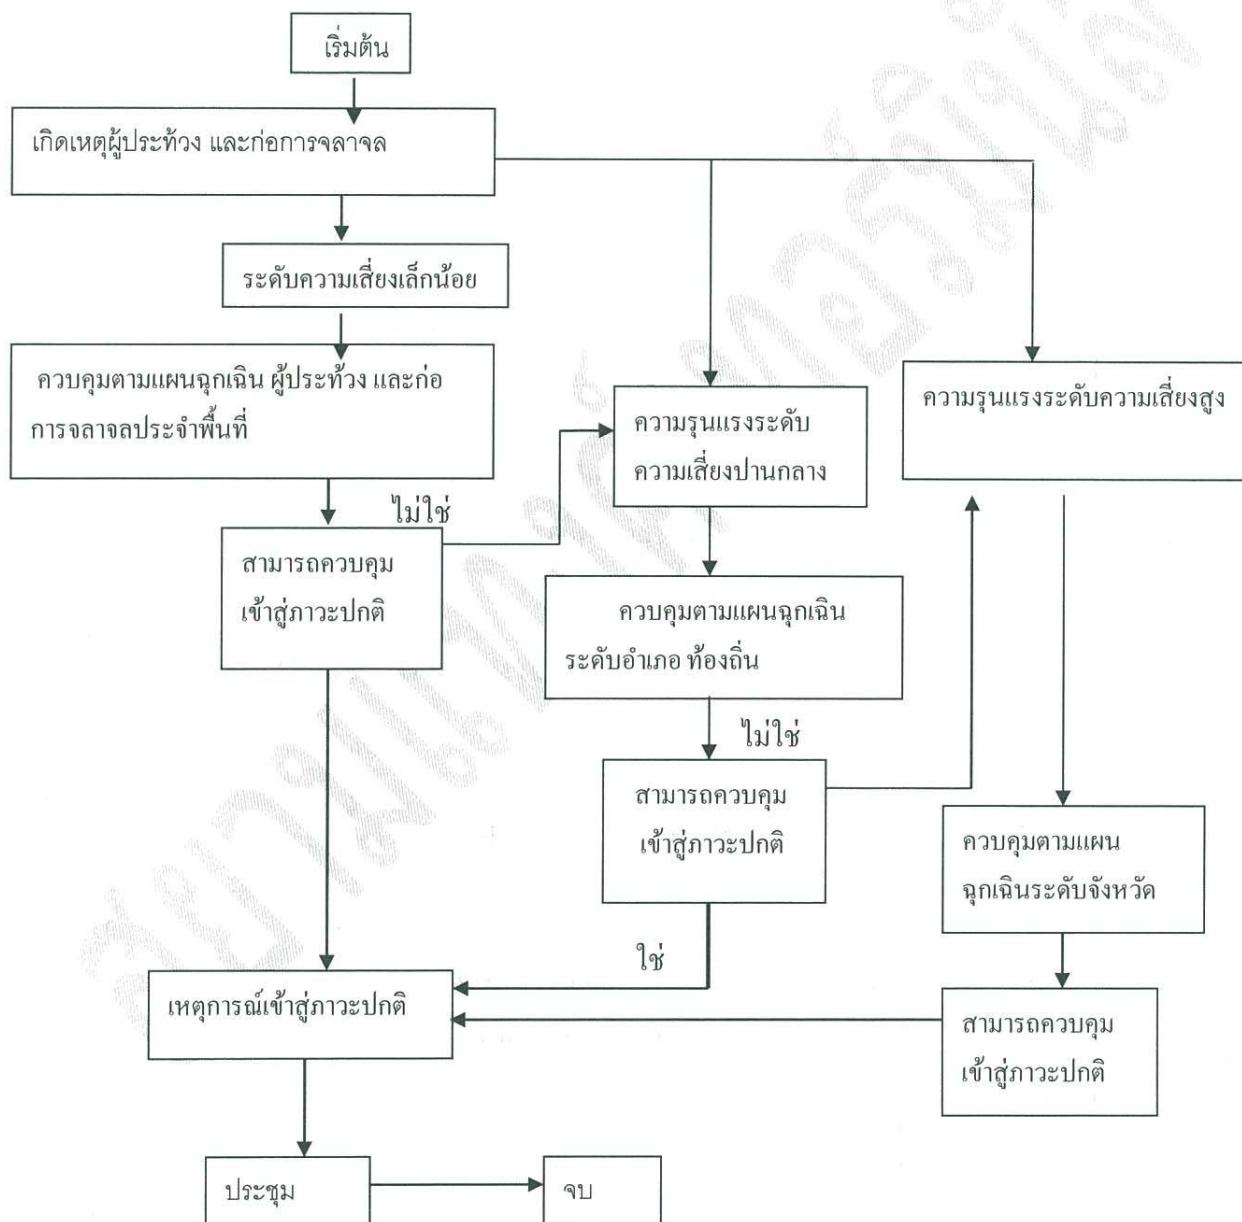 เริ่มต้น
เกิดเหตุผู้ประท้วง และก่อการจลาจล
ระดับความเสี่ยงเล็กน้อย
ควบคุมตามแผนฉุกเฉิน ผู้ประท้วง และก่อ
การจลาจลประจำพื้นที่
ความรุนแรงระดับ
ความเสี่ยงปานกลาง
ความรุนแรงระดับความเสี่ยงสูง
ไม่ใช่
สามารถควบคุม
เข้าสู่ภาวะปกติ
ควบคุมตามแผนฉุกเฉิน
ระดับอำเภอ ท้องถิ่น
ไม่ใช่
สามารถควบคุม
เข้าสู่ภาวะปกติ
ควบคุมตามแผน
ฉุกเฉินระดับจังหวัด
ใช่
เหตุการณ์เข้าสู่ภาวะปกติ
สามารถควบคุม
เข้าสู่ภาวะปกติ
ประชุม
จบ